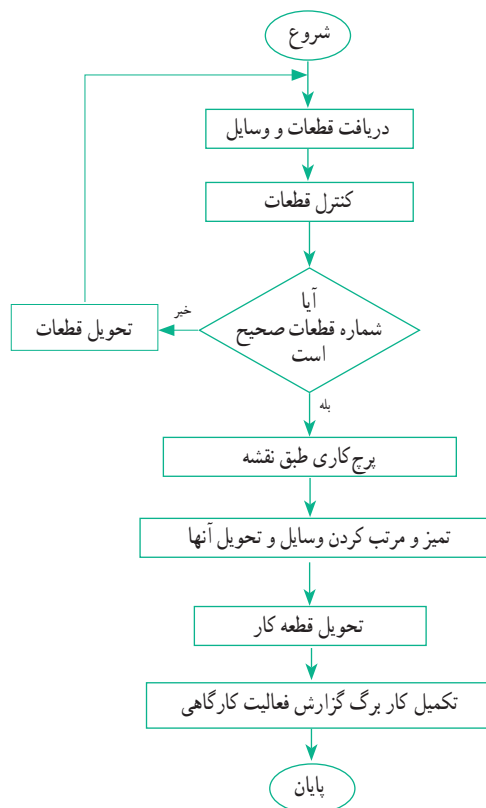 شروع
دریافت قطعات و وسایل
کنترل قطعات
آیا
شماره قطعات صحیح
است
خیر
تحویل قطعات
بله
پرچ‌کاری طبق نقشه
تمیز و مرتب کردن وسایل و تحویل آنها
تحویل قطعه کار
تکمیل کار برگ گزارش فعالیت کارگاهی
پایان